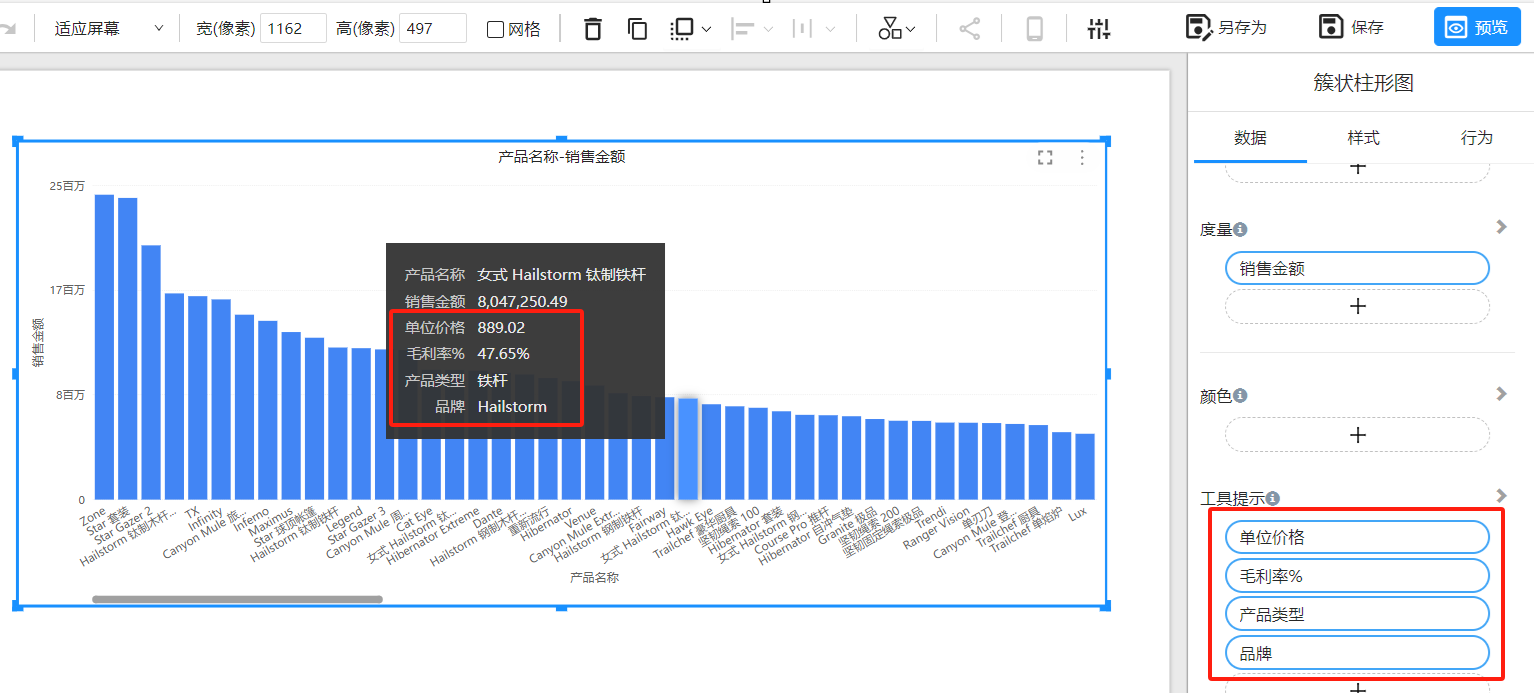 适应屏幕
宽(像素) 1162
高(像素) 497
网格
另存为
保存
预览
产品名称-销售金额
25百万
17百万
8百万
0
销售金额
产品名称 女式 Hailstorm 钛制铁杆
销售金额 8,047,250.49
单位价格 889.02
毛利率% 47.65%
产品类型 铁杆
品牌 Hailstorm
Zone
Star 套装
Star Gazer 2
Hailstorm 钛制木杆...
TX
Infinity
Canyon Mule 旅...
Inferno
Maximus
Star 球顶帐篷
Hailstorm 钛制铁杆
Legend
Star Gazer 3
Canyon Mule 周...
Cat Eye
女式 Hailstorm 钛...
Hibernator Extreme
Dante
Hailstorm 钢制木杆...
重新流行
Hibernator
Venue
Canyon Mule Extr...
Hailstorm 钢制铁杆
Fairway
女式 Hailstorm 钛...
Hawk Eye
Trailchef 豪华厨具
坚韧绳索 100
Hibernator 套装
女式 Hailstorm 钢...
Course Pro 推杆
Hibernator 自冲气垫
Granite 极品
坚韧绳索 200
坚韧固定绳索极品
Trendi
Ranger Vision
单刃刀
Canyon Mule 登...
Trailchef 厨具
Trailchef 单焰炉
Lux
产品名称
簇状柱形图
数据
样式
行为
度量
销售金额
颜色
工具提示
单位价格
毛利率%
产品类型
品牌